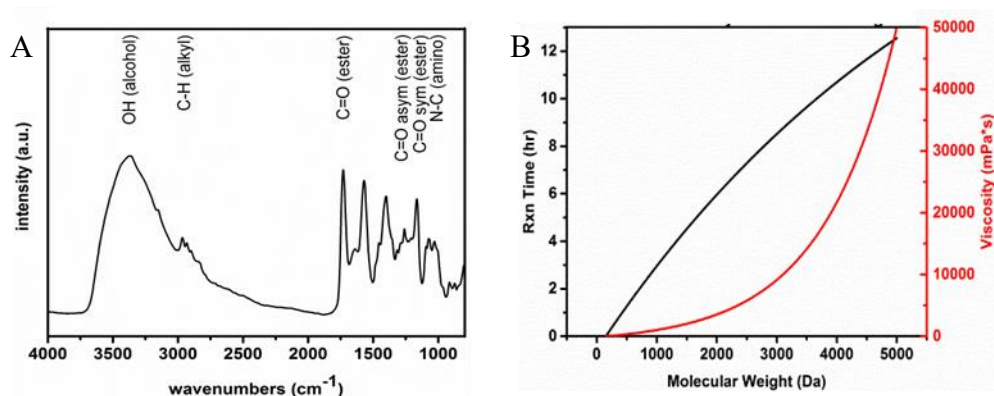 A
OH (alcohol)
C-H (alkyl)
C=O (ester)
C=O asym (ester)
C=O sym (ester)
N-C (amino)
intensity (a.u.)
4000 3500 3000 2500 2000 1500 1000
wavenumbers (cm-1)
B
12
10
8
6
4
2
0
Rxn Time (hr)
50000
40000
30000
20000
10000
0
Viscosity (mPa*s)
0 1000 2000 3000 4000 5000
Molecular Weight (Da)